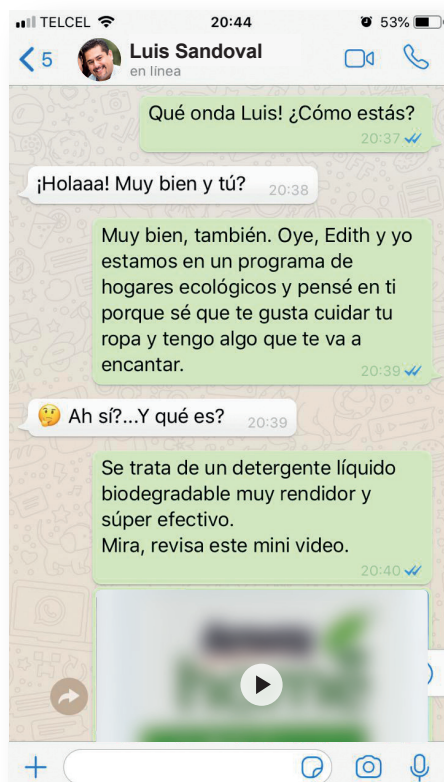 TELCEL 20:44 53%
5 Luis Sandoval
en línea
Qué onda Luis! ¿Cómo estás?
20:37
¡Holaaa! Muy bien y tú? 20:38
Muy bien, también. Oye, Edith y yo
estamos en un programa de
hogares ecológicos y pensé en ti
porque sé que te gusta cuidar tu
ropa y tengo algo que te va a
encantar.
20:39
Ah sí?...Y qué es? 20:39
Se trata de un detergente líquido
biodegradable muy rendidor y
súper efectivo.
Mira, revisa este mini video.
20:40